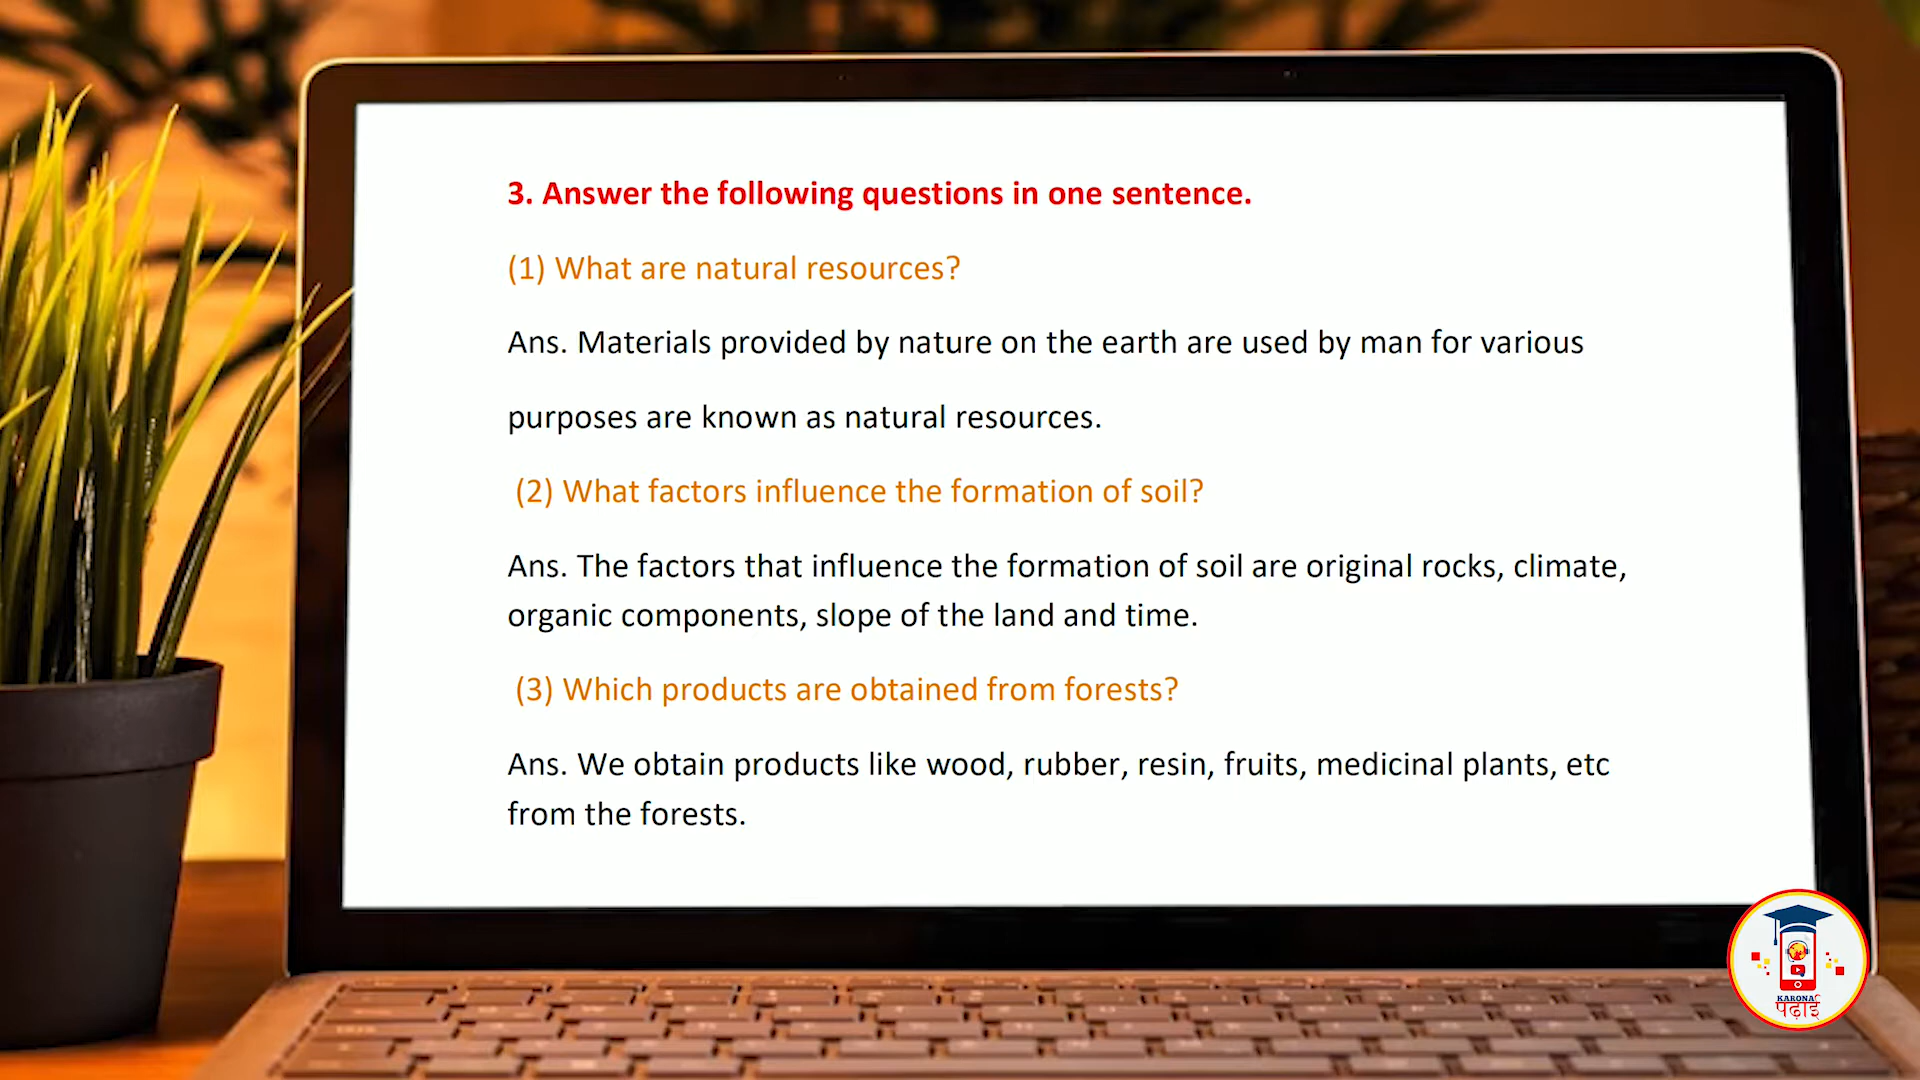 3. Answer the following questions in one sentence.
(1) What are natural resources?
Ans. Materials provided by nature on the earth are used by man for various
purposes are known as natural resources.
(2) What factors influence the formation of soil?
Ans. The factors that influence the formation of soil are original rocks, climate,
organic components, slope of the land and time.
(3) Which products are obtained from forests?
Ans. We obtain products like wood, rubber, resin, fruits, medicinal plants, etc
from the forests.
KARONA
पढ़ाई